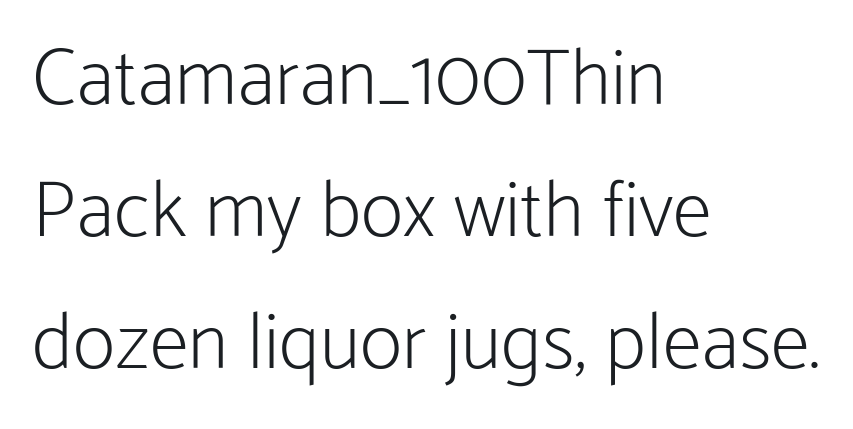 Catamaran_100Thin
Pack my box with five
dozen liquor jugs, please.